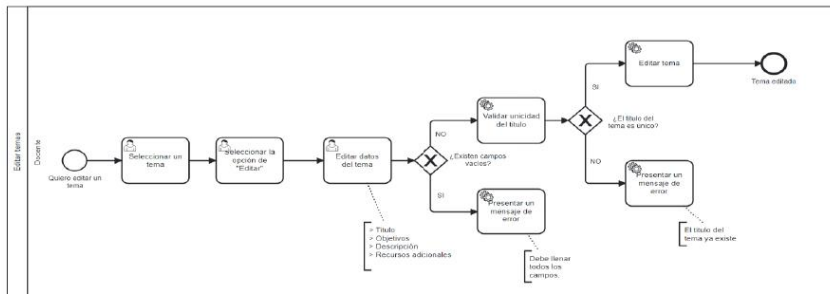 Editar temas
Docente
Quiero editar un
tema
Seleccionar un
tema
Seleccionar la
opción de
"Editar"
Editar datos
del tema
> Título
> Objetivos
> Descripción
> Recursos adicionales
¿Existen campos
vacíes?
NO
SI
Validar unicidad
del título
Presentar un
mensaje de
error
Debe llenar
todos los
campos.
¿El título del
tema es unico?
SI
NO
Editar tema
Tema editado
Presentar un
mensaje de
error
El título del
tema ya existe